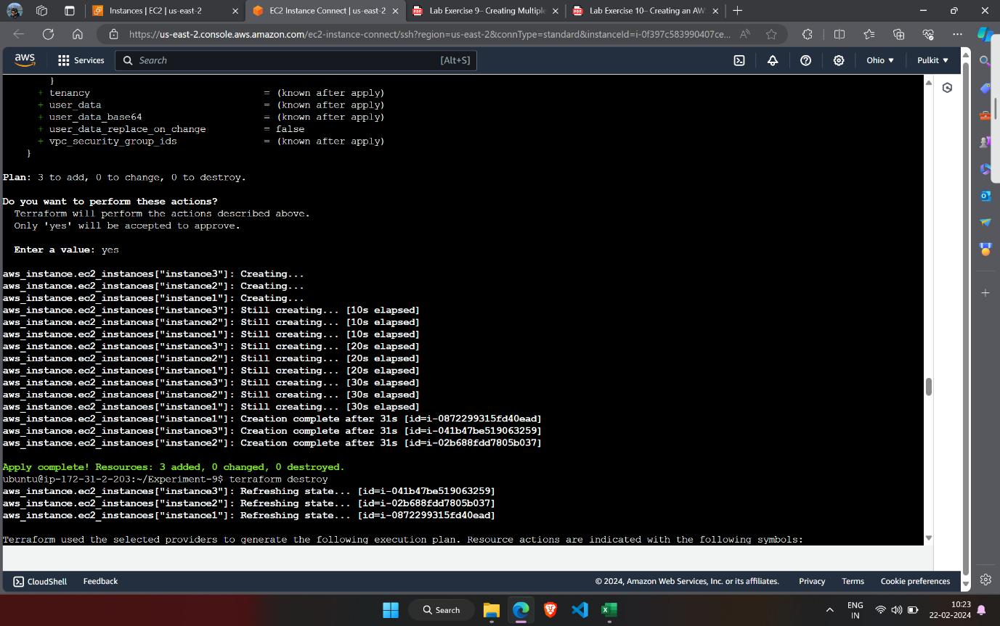 Instances | EC2 | us-east-2
EC2 Instance Connect | us-east-2
Lab Exercise 9– Creating Multiple
Lab Exercise 10– Creating an AW
https://us-east-2.console.aws.amazon.com/ec2-instance-connect/ssh?region=us-east-2&connType=standard&instanceId=i-0f397c583990407ce...
aws
Services
Search
[Alt+S]
Ohio ▼
Pulkit ▼
}
+ tenancy = (known after apply)
+ user_data = (known after apply)
+ user_data_base64 = (known after apply)
+ user_data_replace_on_change = false
+ vpc_security_group_ids = (known after apply)
}
Plan: 3 to add, 0 to change, 0 to destroy.
Do you want to perform these actions?
Terraform will perform the actions described above.
Only 'yes' will be accepted to approve.
Enter a value: yes
aws_instance.ec2_instances["instance3"]: Creating...
aws_instance.ec2_instances["instance2"]: Creating...
aws_instance.ec2_instances["instance1"]: Creating...
aws_instance.ec2_instances["instance3"]: Still creating... [10s elapsed]
aws_instance.ec2_instances["instance2"]: Still creating... [10s elapsed]
aws_instance.ec2_instances["instance1"]: Still creating... [10s elapsed]
aws_instance.ec2_instances["instance3"]: Still creating... [20s elapsed]
aws_instance.ec2_instances["instance2"]: Still creating... [20s elapsed]
aws_instance.ec2_instances["instance1"]: Still creating... [20s elapsed]
aws_instance.ec2_instances["instance3"]: Still creating... [30s elapsed]
aws_instance.ec2_instances["instance2"]: Still creating... [30s elapsed]
aws_instance.ec2_instances["instance1"]: Still creating... [30s elapsed]
aws_instance.ec2_instances["instance1"]: Creation complete after 31s [id=i-0872299315fd40ead]
aws_instance.ec2_instances["instance3"]: Creation complete after 31s [id=i-041b47be519063259]
aws_instance.ec2_instances["instance2"]: Creation complete after 31s [id=i-02b688fdd7805b037]
Apply complete! Resources: 3 added, 0 changed, 0 destroyed.
ubuntu@ip-172-31-2-203:~/Experiment-9$ terraform destroy
aws_instance.ec2_instances["instance3"]: Refreshing state... [id=i-041b47be519063259]
aws_instance.ec2_instances["instance2"]: Refreshing state... [id=i-02b688fdd7805b037]
aws_instance.ec2_instances["instance1"]: Refreshing state... [id=i-0872299315fd40ead]
Terraform used the selected providers to generate the following execution plan. Resource actions are indicated with the following symbols:
CloudShell
Feedback
© 2024, Amazon Web Services, Inc. or its affiliates.
Privacy
Terms
Cookie preferences
Search
ENG
IN
10:23
22-02-2024